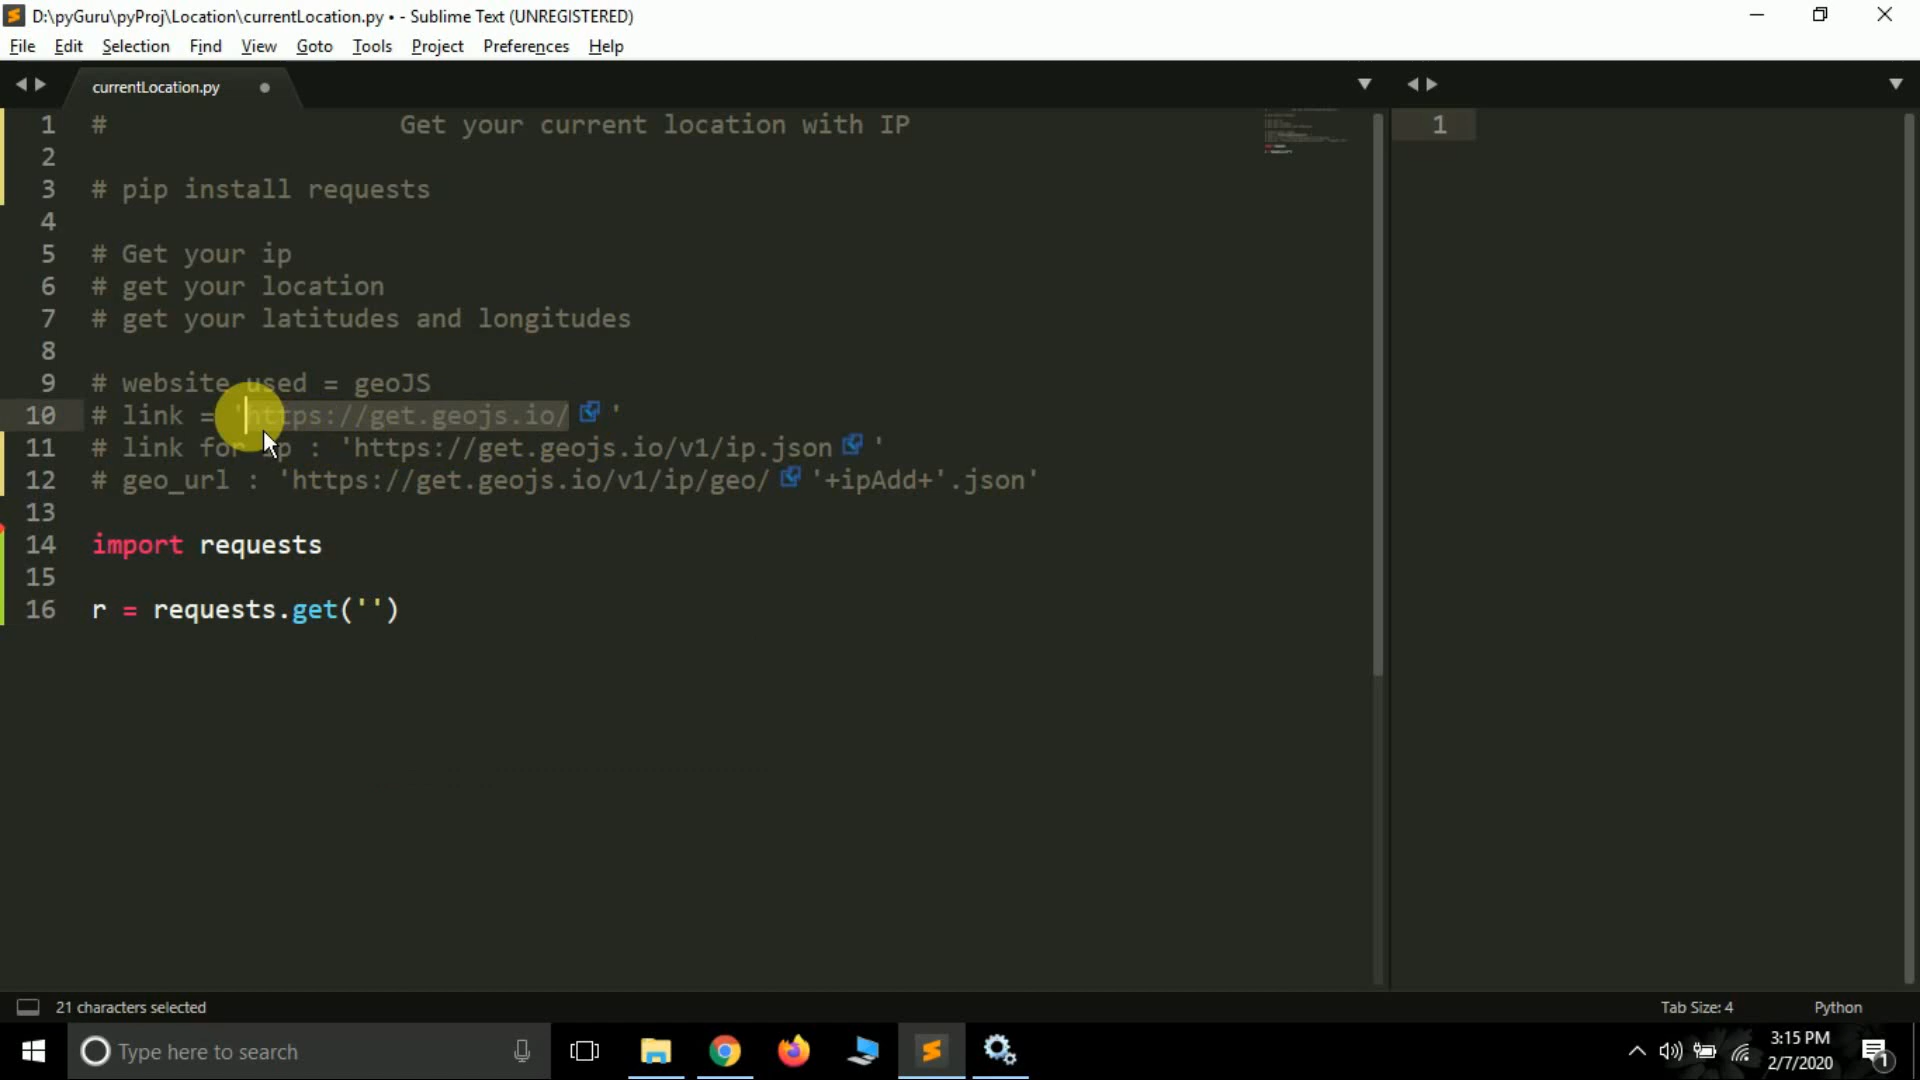 D:\pyGuru\pyProj\Location\currentLocation.py • - Sublime Text (UNREGISTERED)
File Edit Selection Find View Goto Tools Project Preferences Help
currentLocation.py
1 # Get your current location with IP
1
2
3 # pip install requests
4
5 # Get your ip
6 # get your location
7 # get your latitudes and longitudes
8
9 # website used = geoJS
10 # link = 'https://get.geojs.io/ '
11 # link for ip : 'https://get.geojs.io/v1/ip.json '
12 # geo_url : 'https://get.geojs.io/v1/ip/geo/ '+ipAdd+'.json'
13
14 import requests
15
16 r = requests.get('')
21 characters selected
Tab Size: 4 Python
Type here to search
3:15 PM
2/7/2020
1